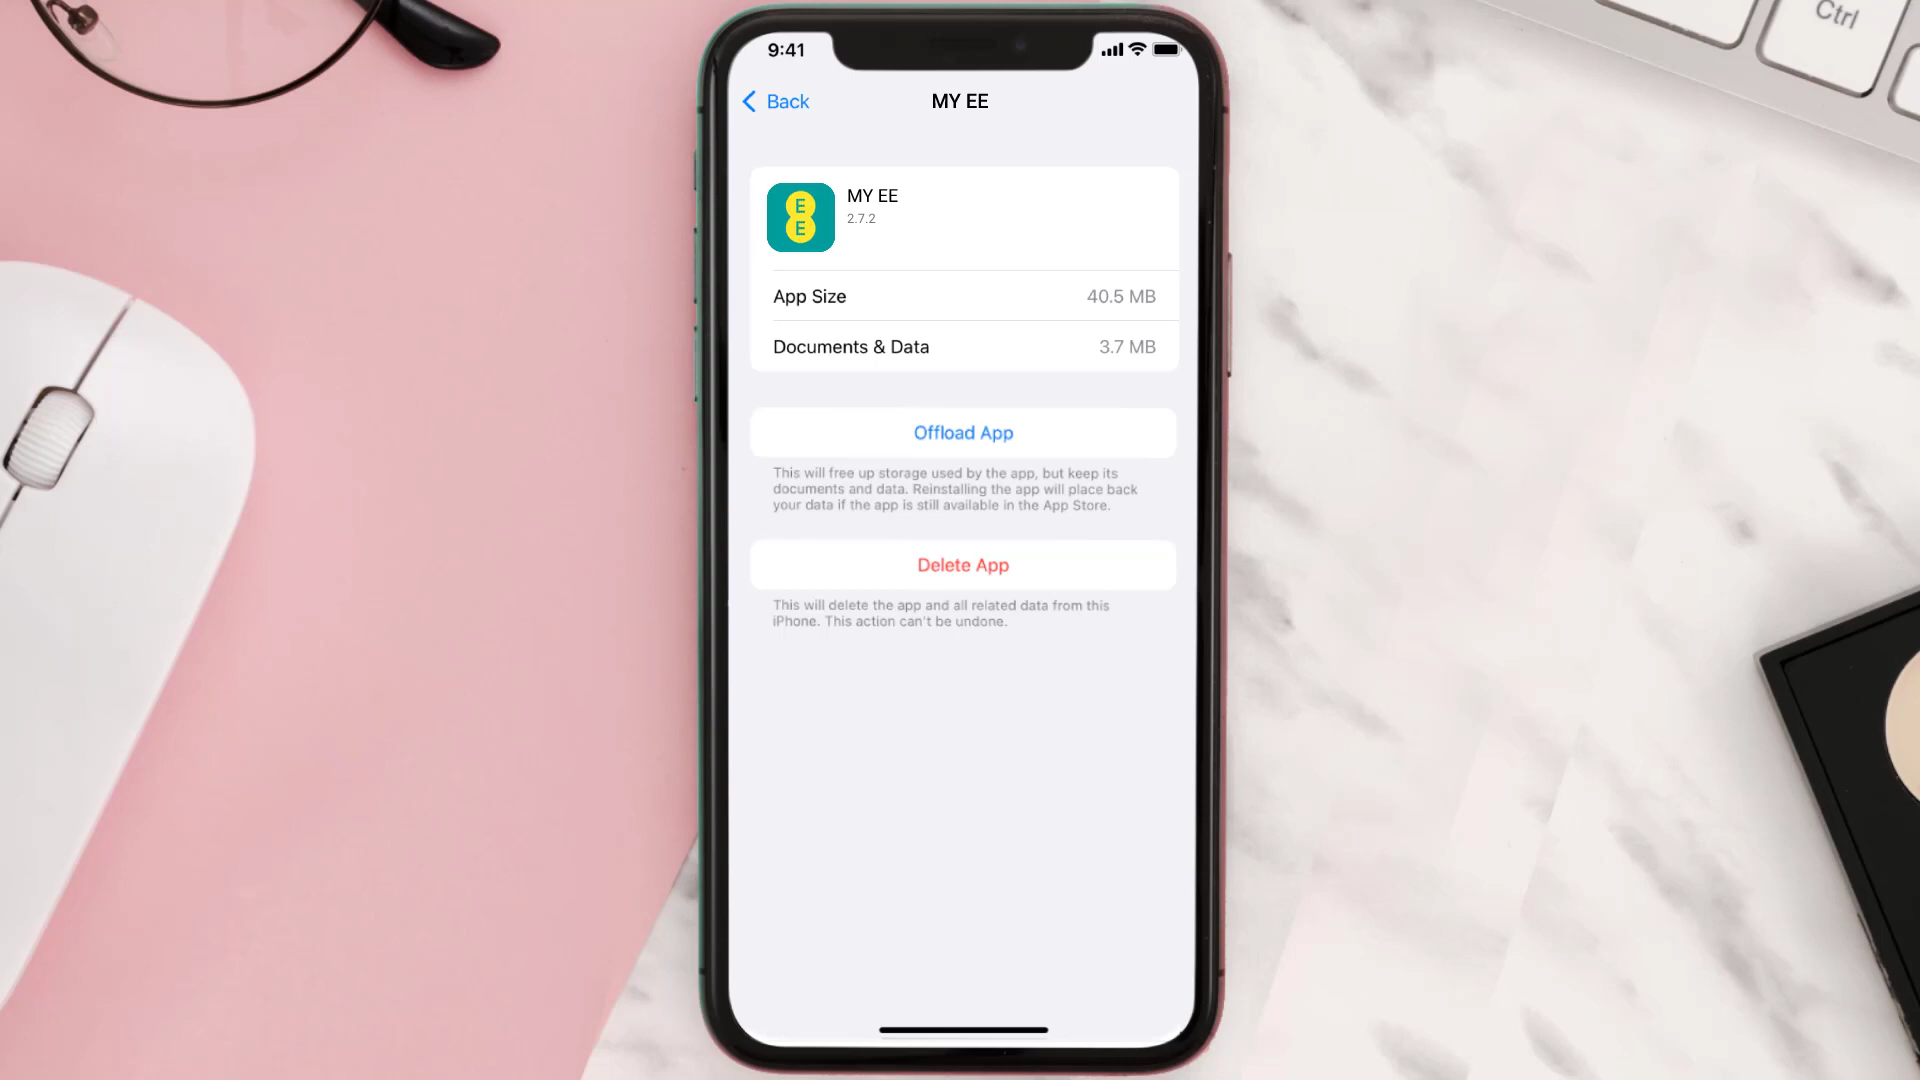 Ctrl
9:41
Back
MY EE
E
E
MY EE
2.7.2
App Size 40.5 MB
Documents & Data 3.7 MB
Offload App
This will free up storage used by the app, but keep its
documents and data. Reinstalling the app will place back
your data if the app is still available in the App Store.
Delete App
This will delete the app and all related data from this
iPhone. This action can't be undone.